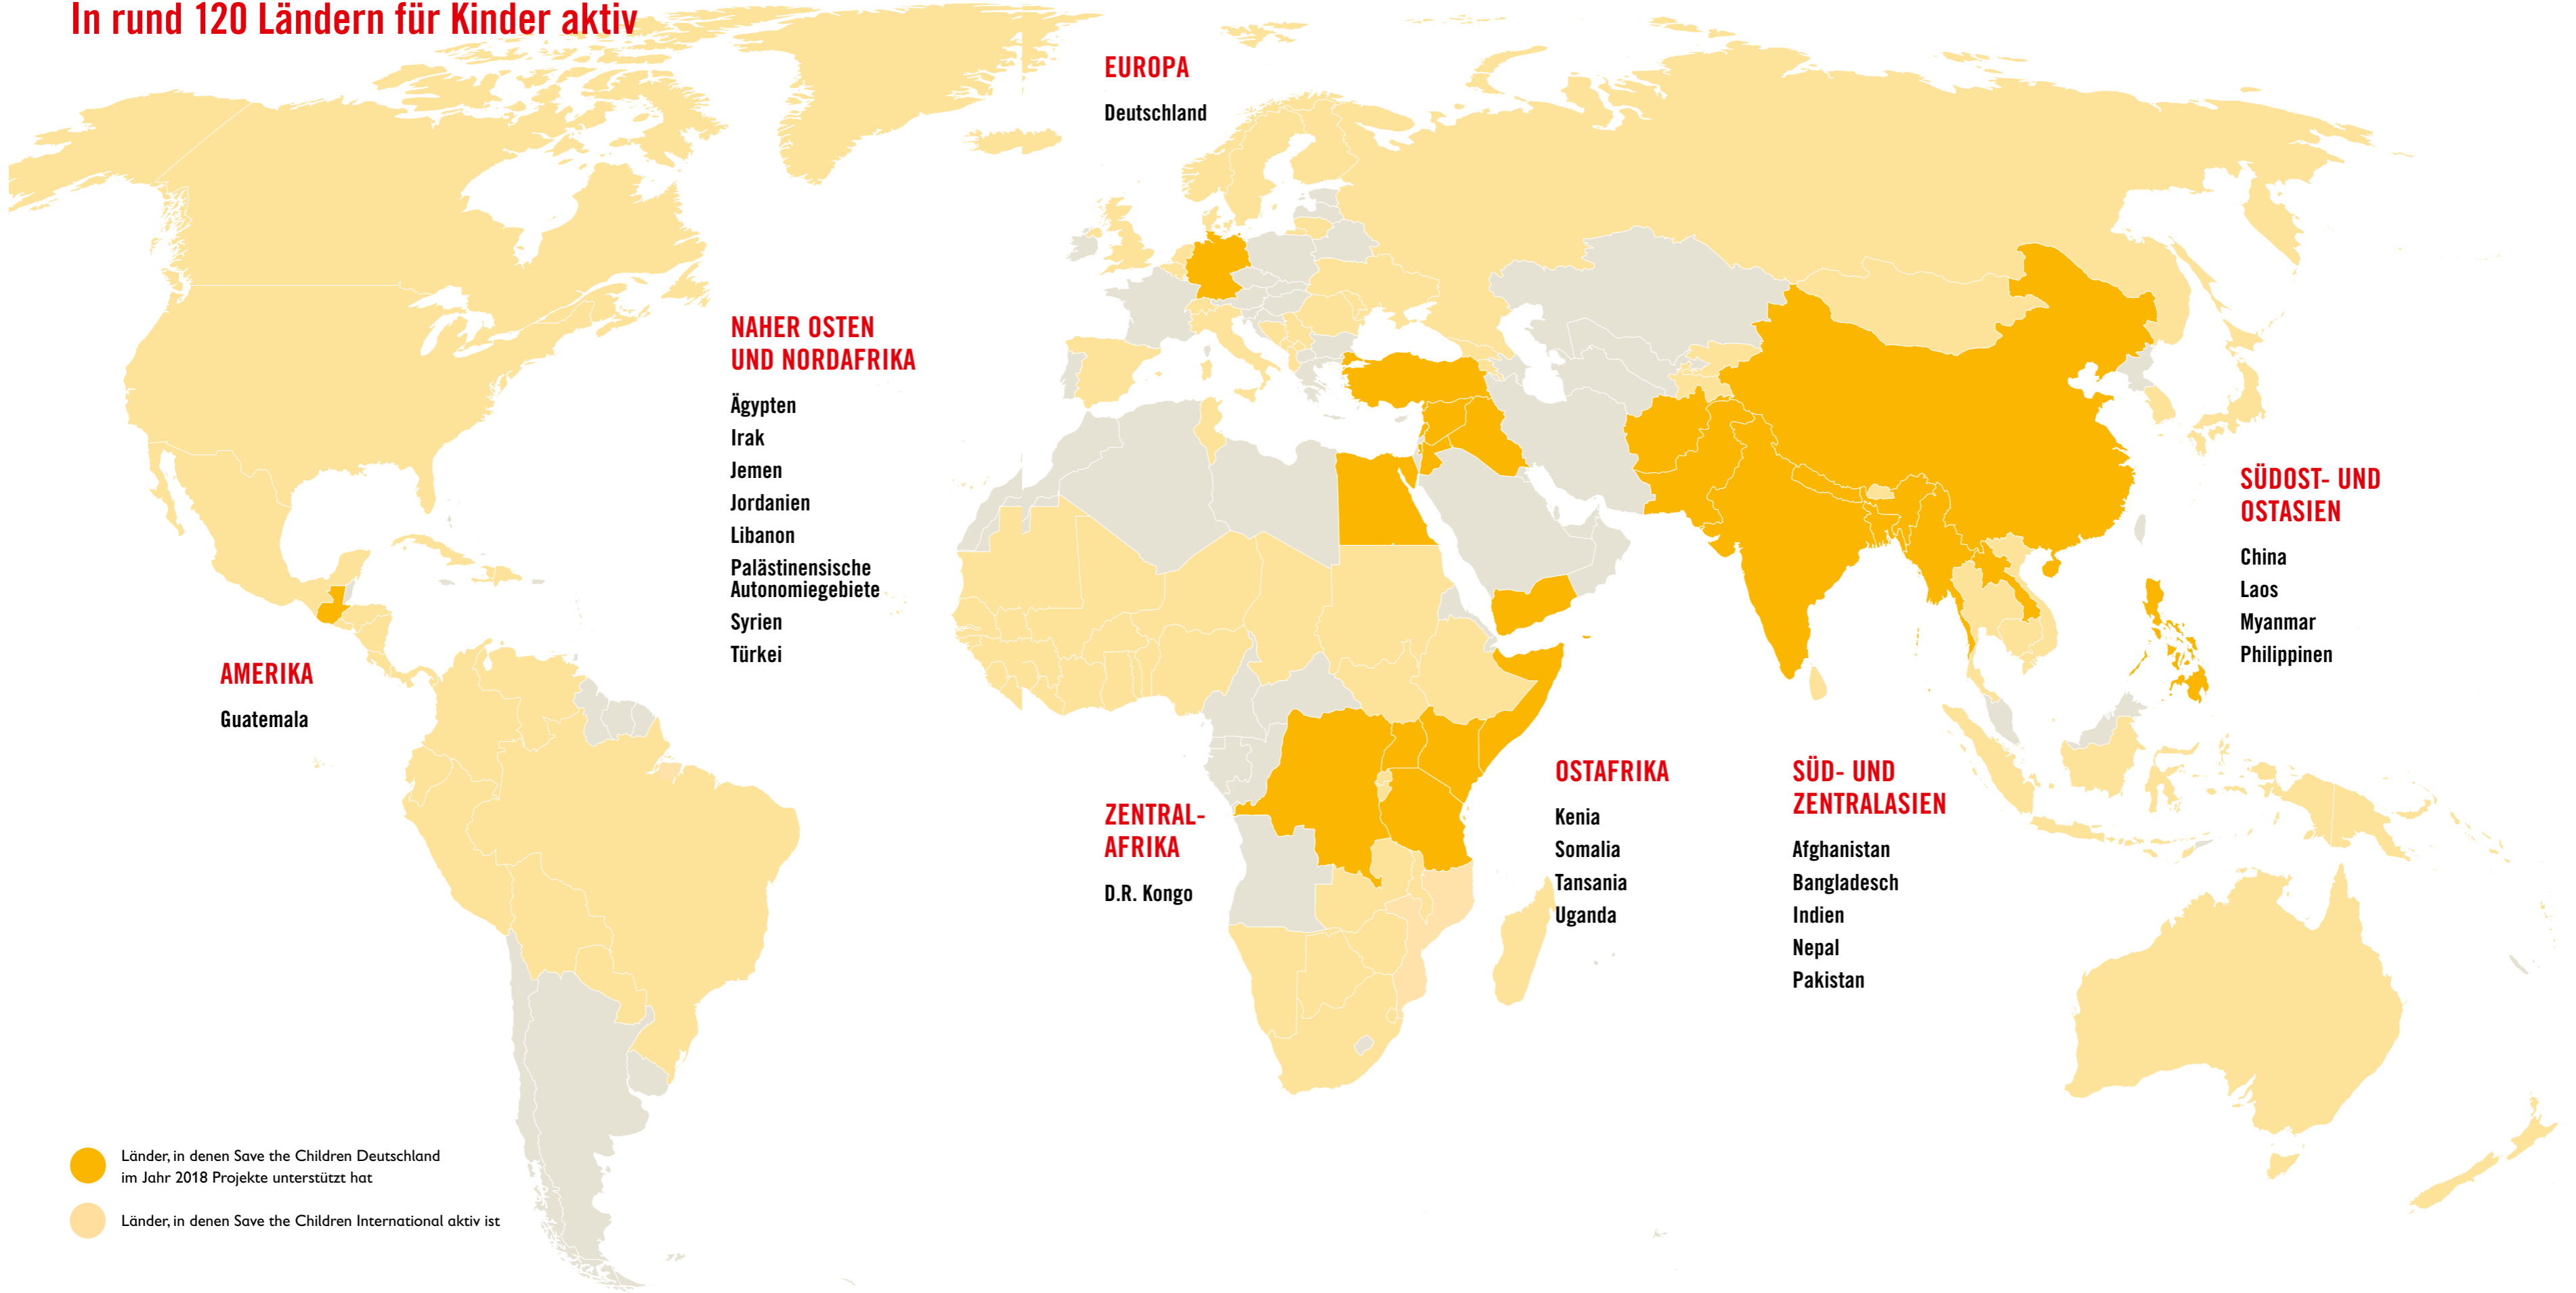 In rund 120 Ländern für Kinder aktiv
EUROPA
Deutschland
NAHER OSTEN
UND NORDAFRIKA
Ägypten
Irak
Jemen
Jordanien
Libanon
Palästinensische
Autonomiegebiete
Syrien
Türkei
AMERIKA
Guatemala
ZENTRAL-
AFRIKA
D.R. Kongo
OSTAFRIKA
Kenia
Somalia
Tansania
Uganda
SÜD- UND
ZENTRALASIEN
Afghanistan
Bangladesch
Indien
Nepal
Pakistan
SÜDOST- UND
OSTASIEN
China
Laos
Myanmar
Philippinen
Länder, in denen Save the Children Deutschland
im Jahr 2018 Projekte unterstützt hat
Länder, in denen Save the Children International aktiv ist